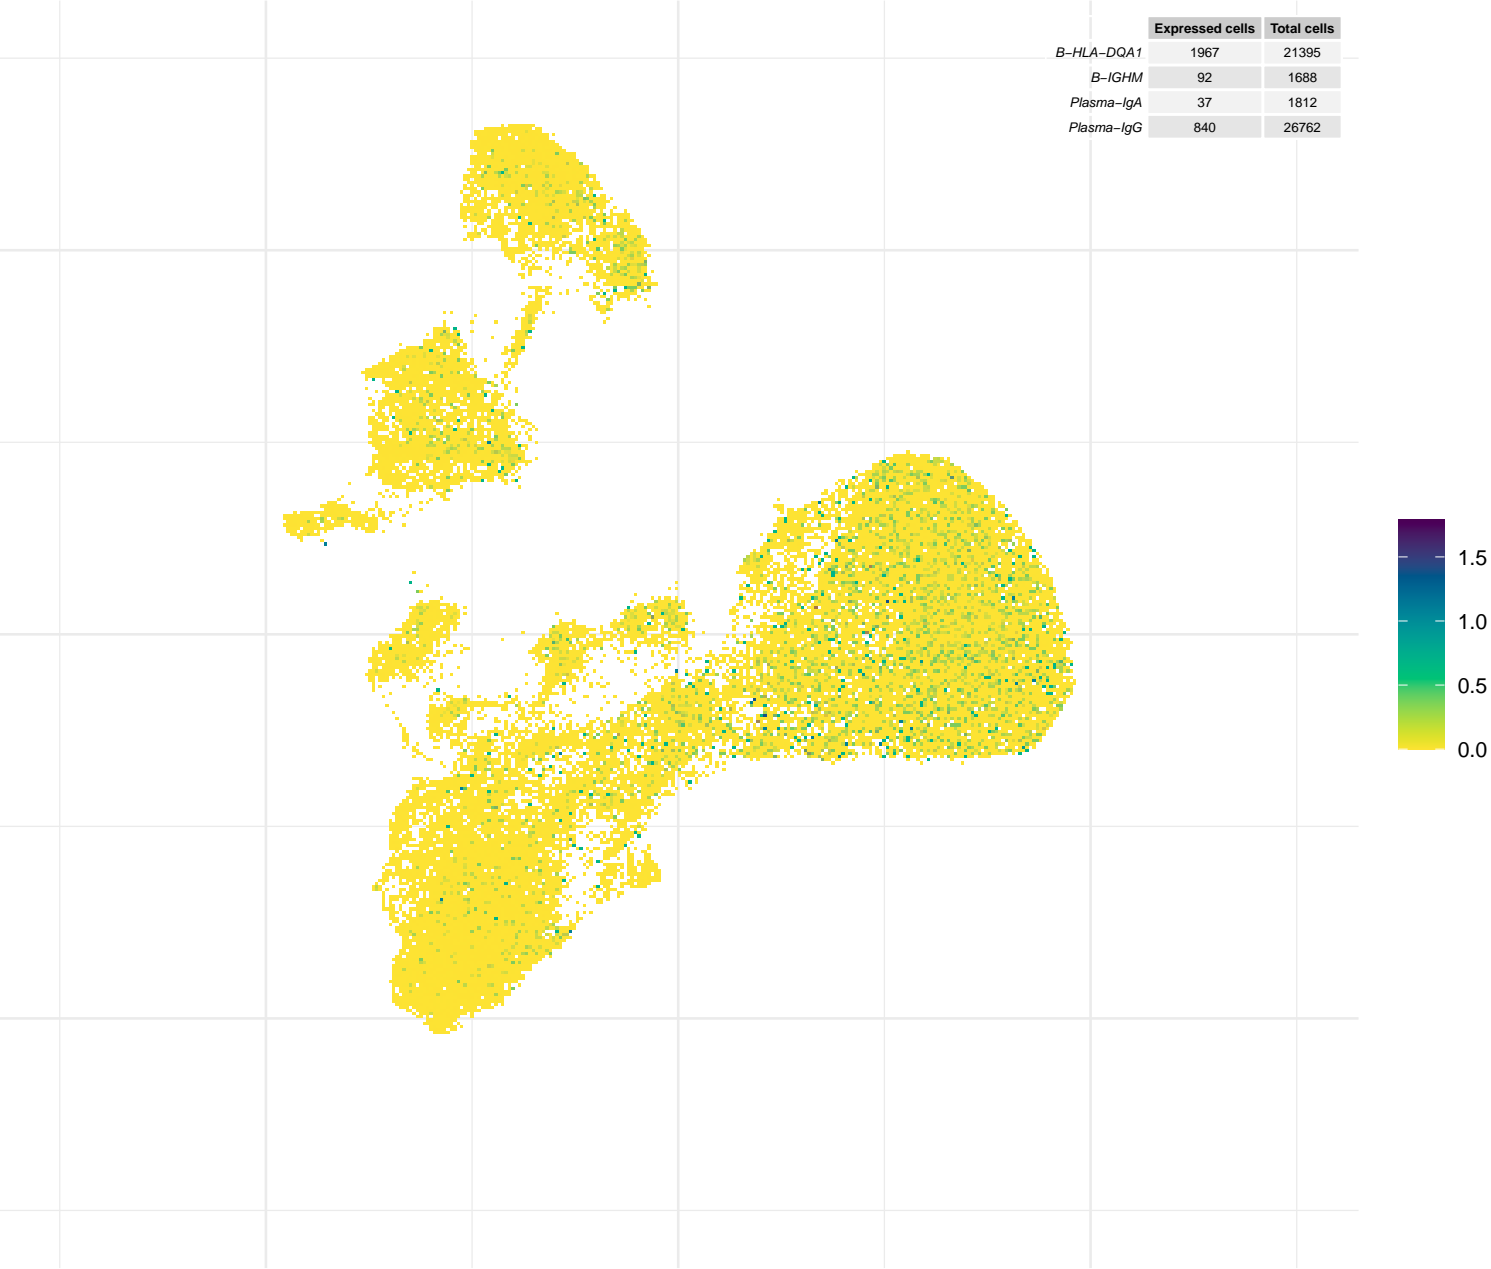 Expressed cells Total cells
B−HLA−DQA1 1967 21395
B−IGHM 92 1688
Plasma−IgA 37 1812
Plasma−IgG 840 26762
1.5
1.0
0.5
0.0